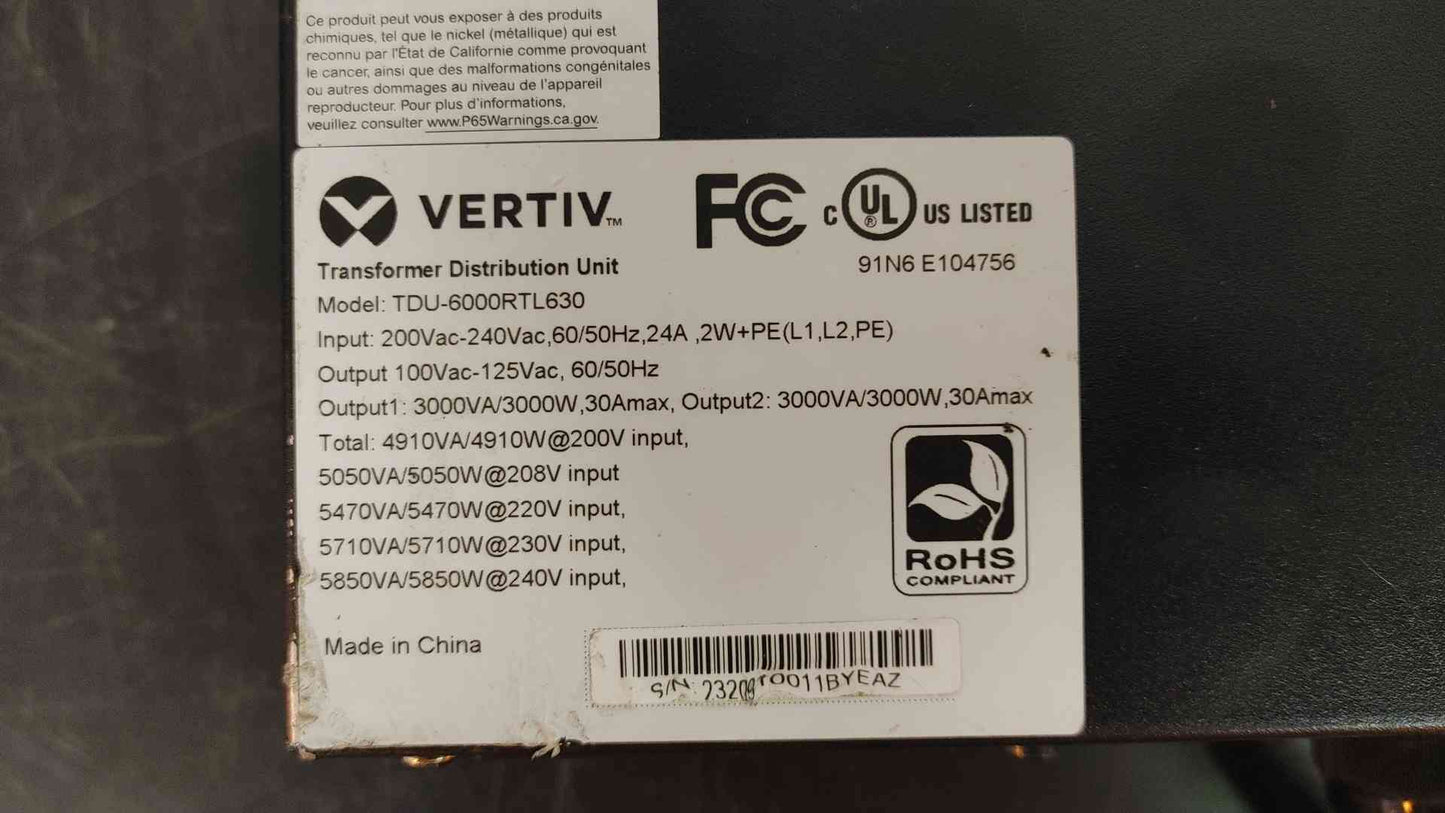 Ce produit peut vous exposer à des produits
chimiques, tel que le nickel (métallique) qui est
reconnu par l'État de Californie comme provoquant
le cancer, ainsi que des malformations congénitales
ou autres dommages au niveau de l'appareil
reproducteur. Pour plus d'informations,
veuillez consulter www.P65Warnings.ca.gov.
VERTIV™
FCC
C UL® US LISTED
91N6 E104756
Transformer Distribution Unit
Model: TDU-6000RTL630
Input: 200Vac-240Vac,60/50Hz,24A ,2W+PE(L1,L2,PE)
Output 100Vac-125Vac, 60/50Hz
Output1: 3000VA/3000W,30Amax, Output2: 3000VA/3000W,30Amax
Total: 4910VA/4910W@200V input,
5050VA/5050W@208V input
5470VA/5470W@220V input,
5710VA/5710W@230V input,
5850VA/5850W@240V input,
RoHS
COMPLIANT
Made in China
S/N